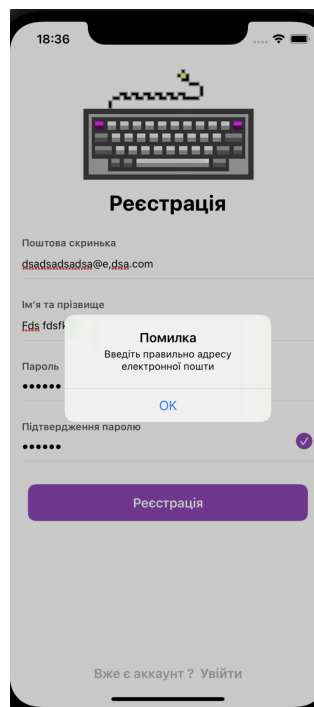 18:36
Реєстрація
Поштова скринька
dsadsadsadsa@e,dsa.com
Ім'я та прізвище
Fds
Помилка
Введіть правильно адресу
електронної пошти
OK
Пароль
••••••
Підтвердження паролю
••••••
Реєстрація
Вже є аккаунт ? Увійти